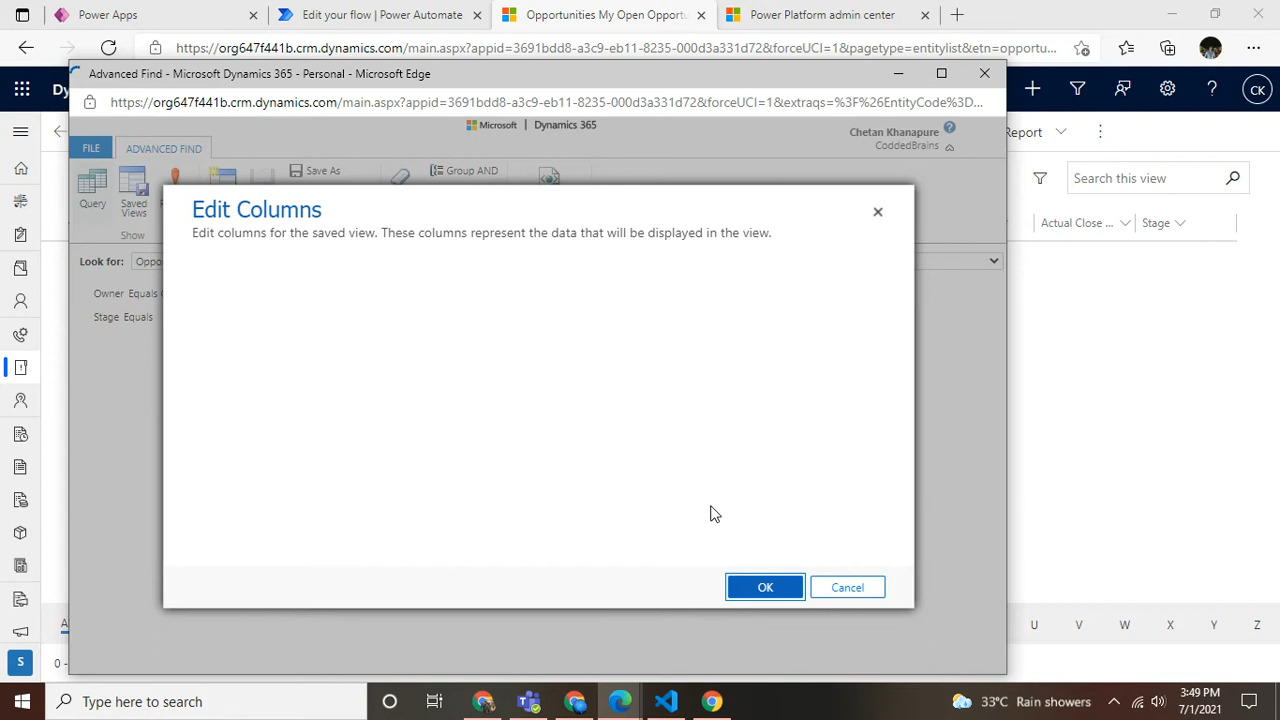 Power Apps
Edit your flow | Power Automate
Opportunities My Open Opportu
Power Platform admin center
https://org647f441b.crm.dynamics.com/main.aspx?appid=3691bdd8-a3c9-eb11-8235-000d3a331d72&forceUCI=1&pagetype=entitylist&etn=opportu...
Dy
Advanced Find - Microsoft Dynamics 365 - Personal - Microsoft Edge
CK
https://org647f441b.crm.dynamics.com/main.aspx?appid=3691bdd8-a3c9-eb11-8235-000d3a331d72&forceUCI=1&extraqs=%3F%26EntityCode%3D...
Microsoft | Dynamics 365
Chetan Khanapure
CoddedBrains
Report
FILE
ADVANCED FIND
Save As
Group AND
Query
Saved
Views
Show
Search this view
Actual Close ...
Stage
Edit Columns
Edit columns for the saved view. These columns represent the data that will be displayed in the view.
Look for:
Oppo
Owner Equals
Stage Equals
OK
Cancel
U
V
W
X
Y
Z
A
0 -
S
Type here to search
33°C Rain showers
3:49 PM
7/1/2021